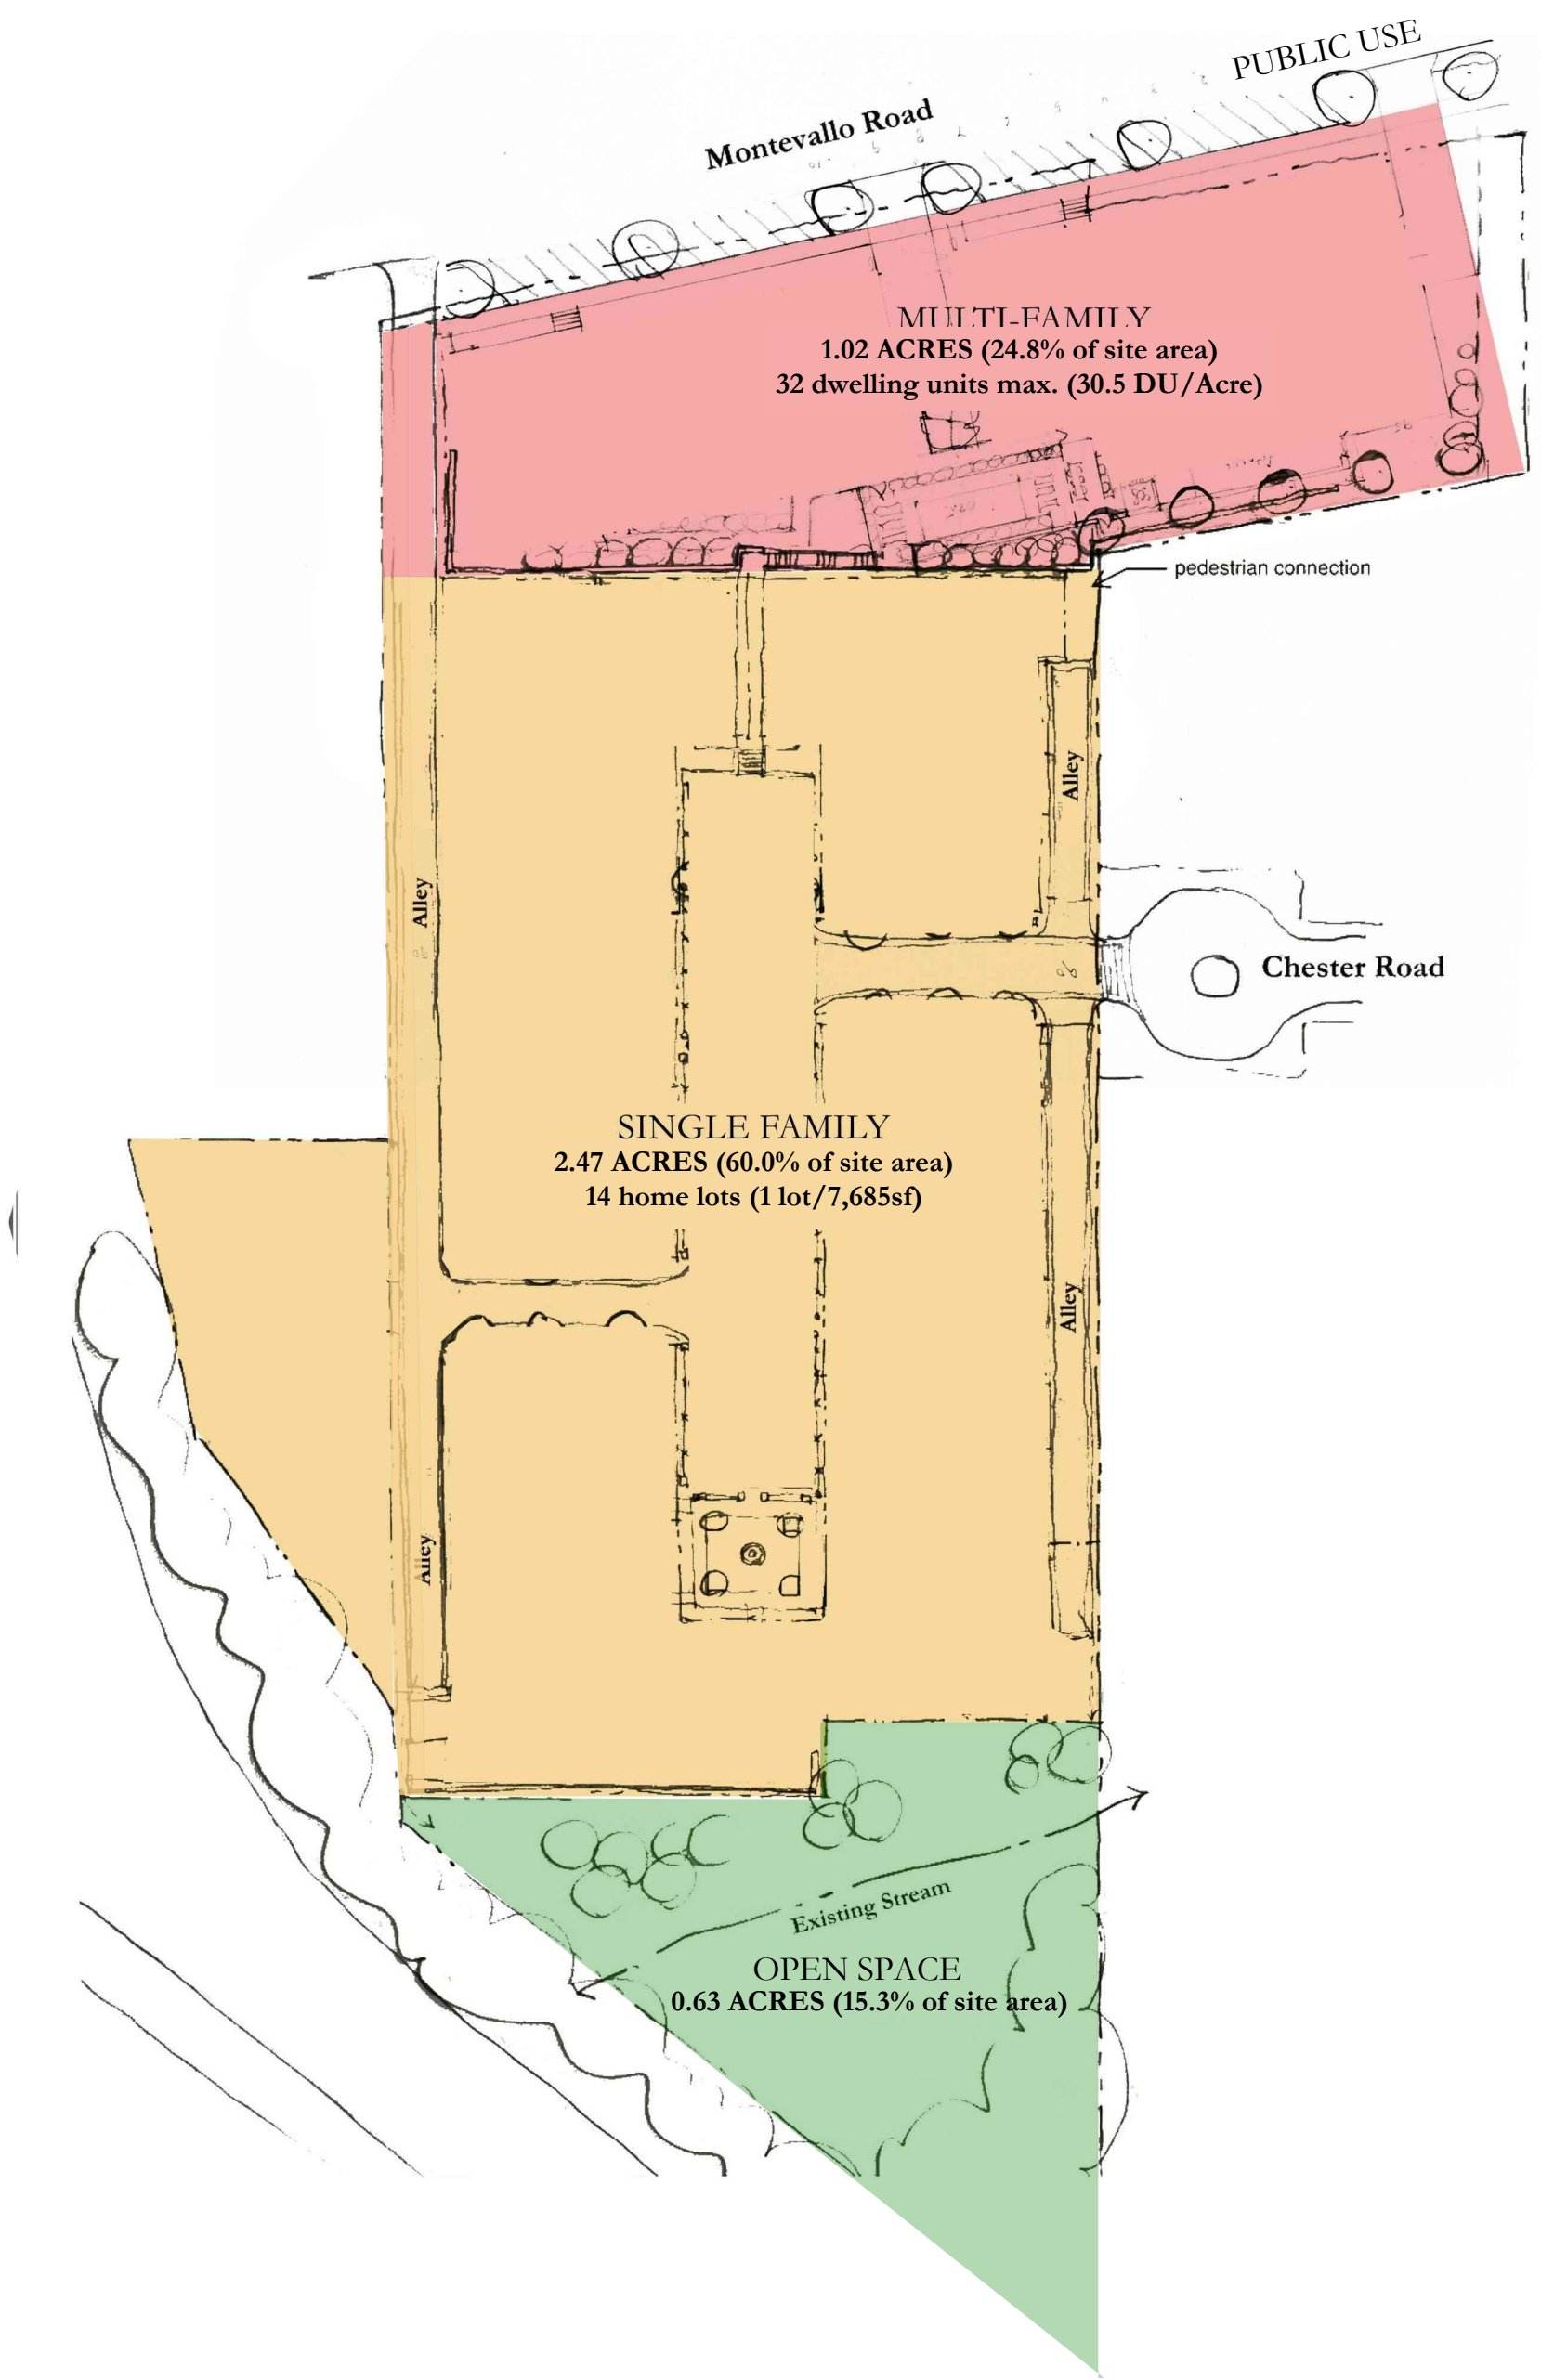 PUBLIC USE
Montevallo Road
MULTI-FAMILY
1.02 ACRES (24.8% of site area)
32 dwelling units max. (30.5 DU/Acre)
pedestrian connection
Alley
Alley
Chester Road
SINGLE FAMILY
2.47 ACRES (60.0% of site area)
14 home lots (1 lot/7,685sf)
Alley
Alley
Existing Stream
OPEN SPACE
0.63 ACRES (15.3% of site area)